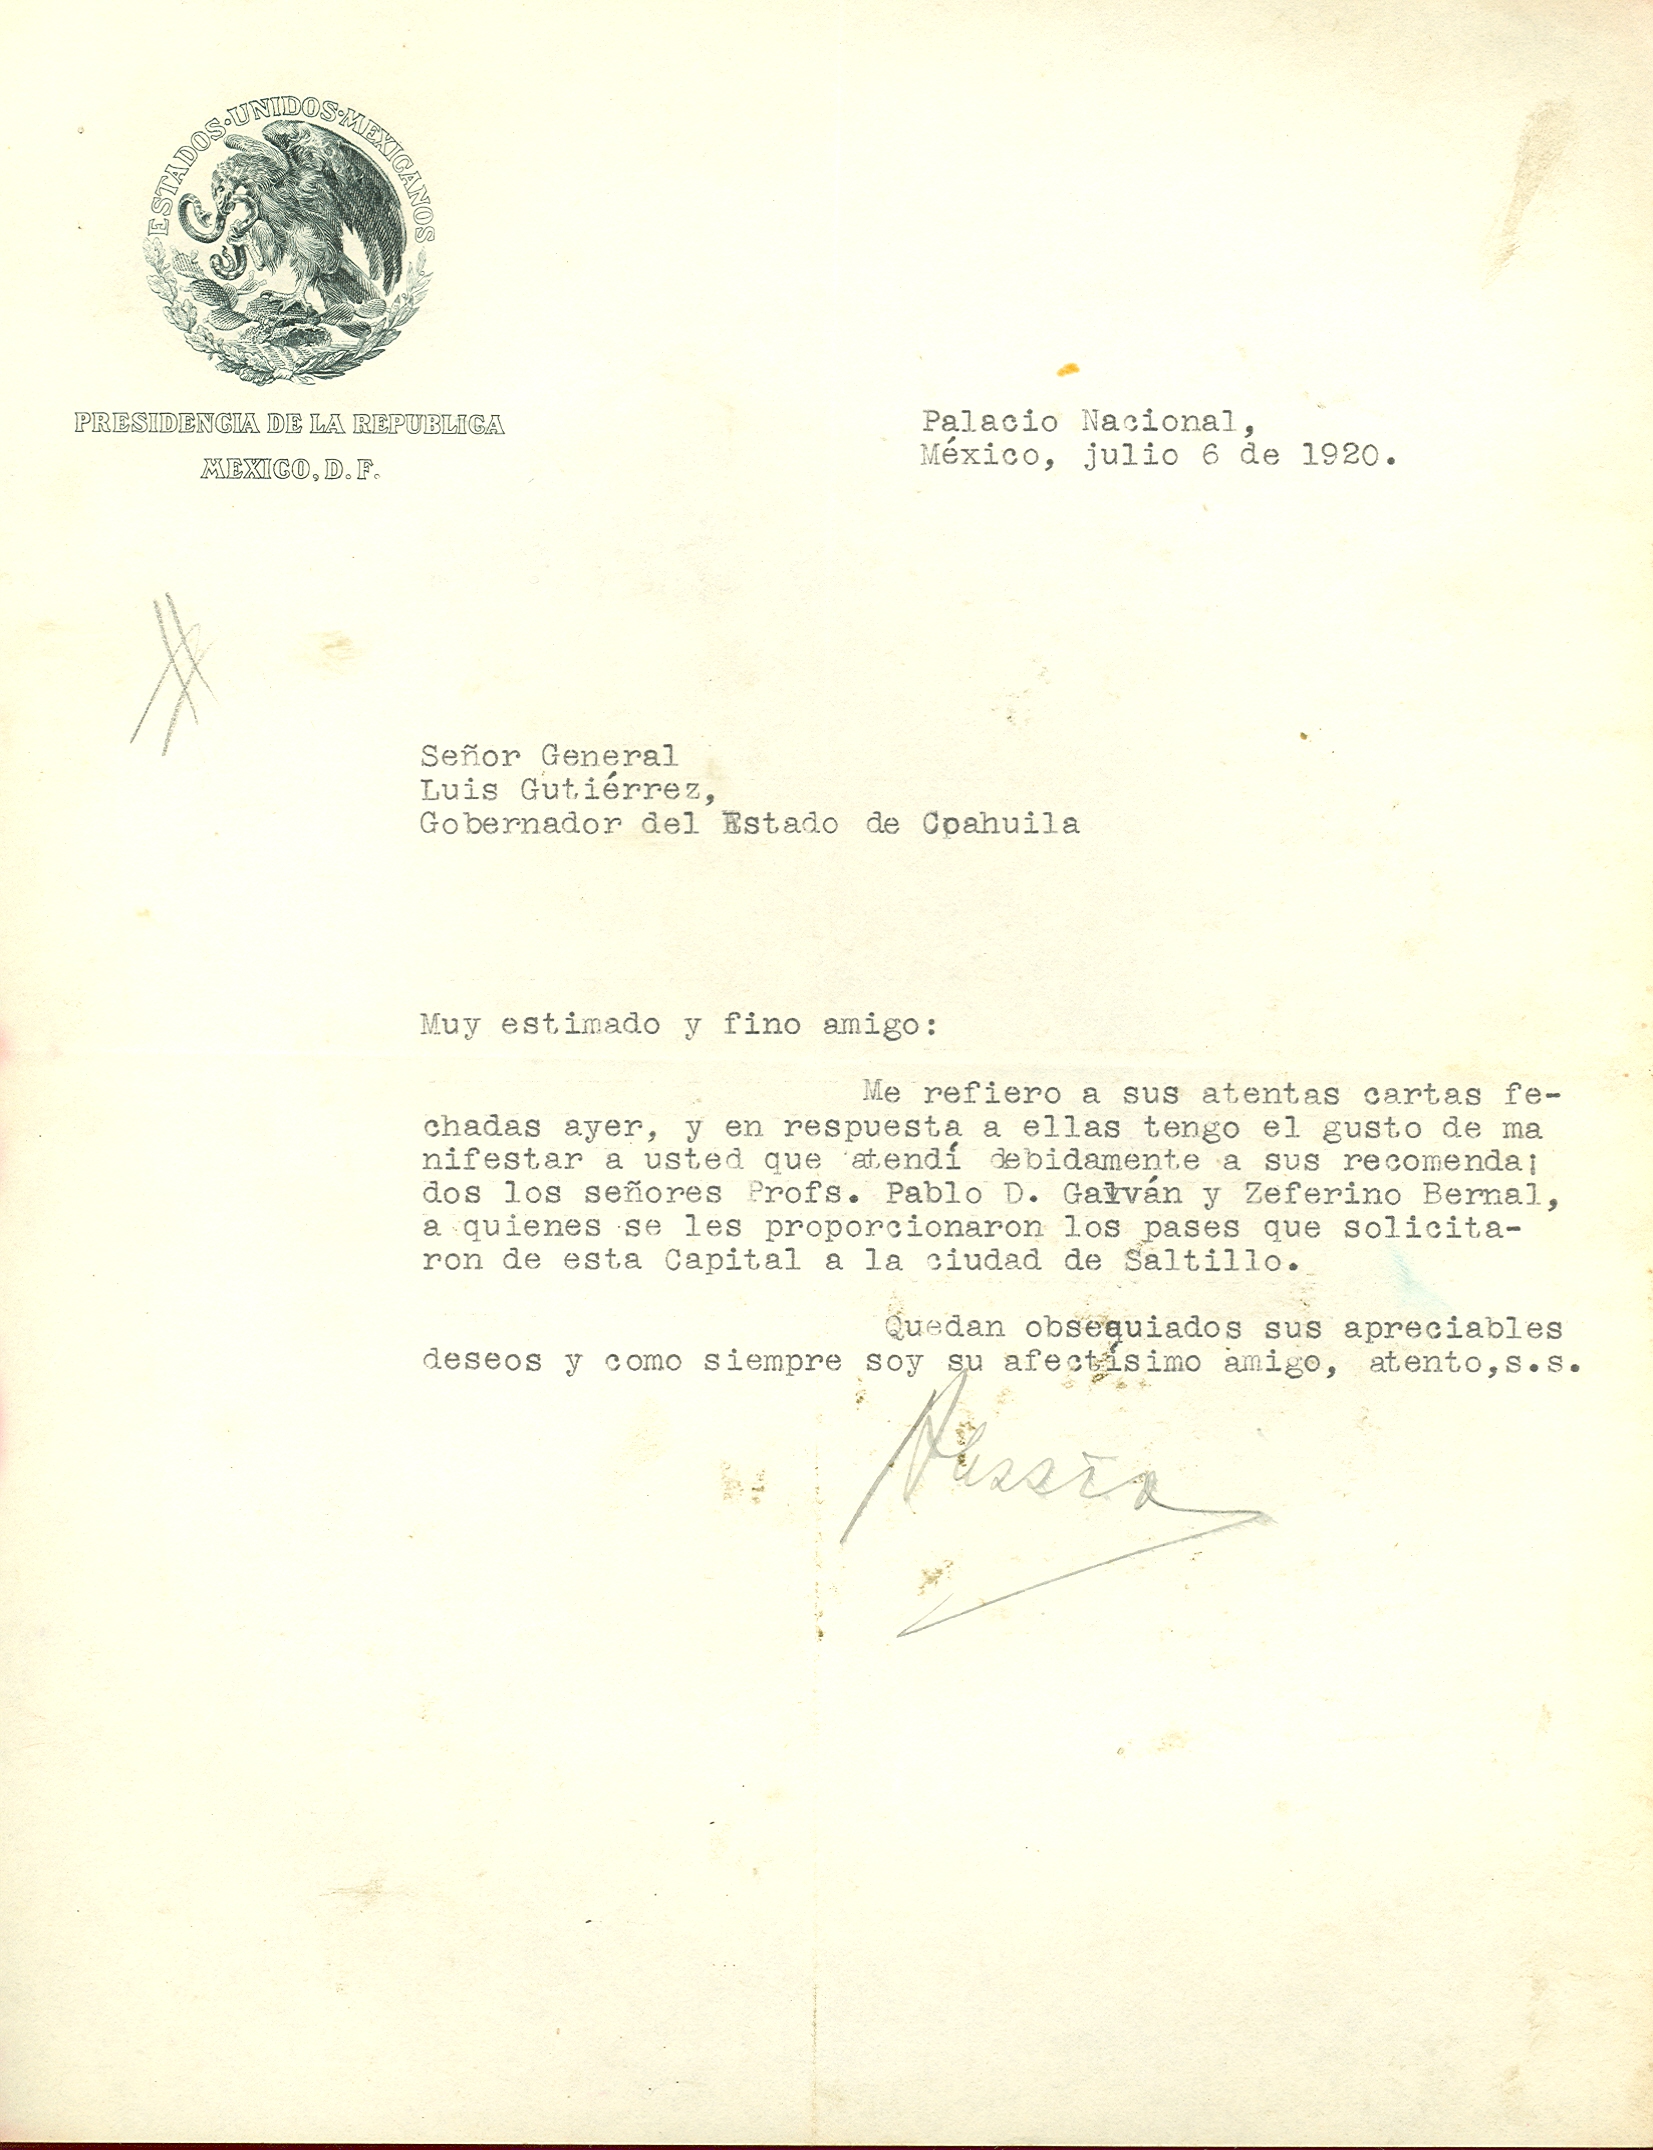 ESTADOS·UNIDOS·MEXICANOS
PRESIDENCIA DE LA REPUBLICA
MEXICO, D. F.
Palacio Nacional,
México, julio 6 de 1920.
Señor General
Luis Gutiérrez,
Gobernador del Estado de Coahuila
Muy estimado y fino amigo:
Me refiero a sus atentas cartas fe-
chadas ayer, y en respuesta a ellas tengo el gusto de ma
nifestar a usted que atendí debidamente a sus recomenda¡
dos los señores Profs. Pablo D. Galván y Zeferino Bernal,
a quienes se les proporcionaron los pases que solicita-
ron de esta Capital a la ciudad de Saltillo.
Quedan obsequiados sus apreciables
deseos y como siempre soy su afectísimo amigo, atento,s.s.